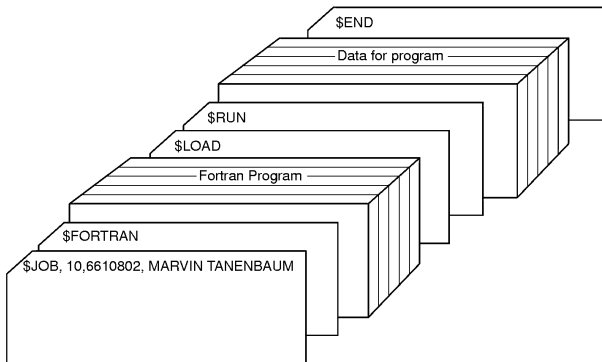 $END
Data for program
$RUN
$LOAD
Fortran Program
$FORTRAN
$JOB, 10,6610802, MARVIN TANENBAUM